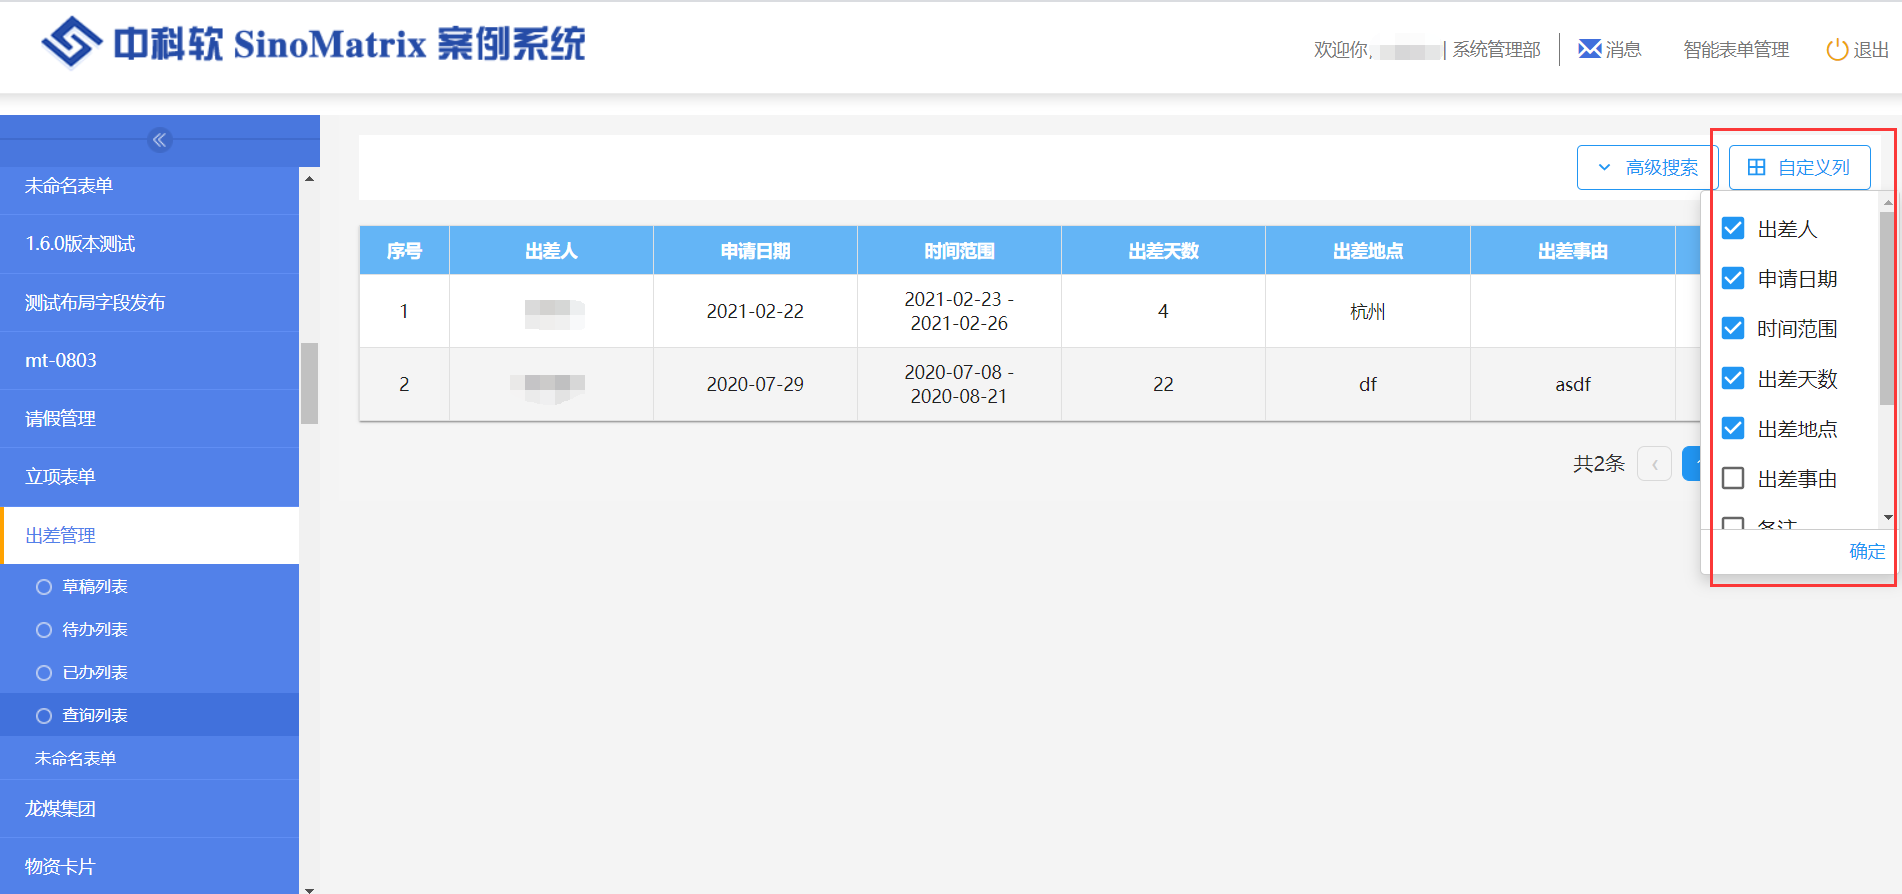 中科软 SinoMatrix 案例系统
欢迎你, | 系统管理部
消息
智能表单管理
退出
未命名表单
1.6.0版本测试
测试布局字段发布
mt-0803
请假管理
立项表单
出差管理
草稿列表
待办列表
已办列表
查询列表
未命名表单
龙煤集团
物资卡片
高级搜索
自定义列
序号 出差人 申请日期 时间范围 出差天数 出差地点 出差事由
1 2021-02-22 2021-02-23 - 4 杭州
2021-02-26
2 2020-07-29 2020-07-08 - 22 df asdf
2020-08-21
共2条
出差人
申请日期
时间范围
出差天数
出差地点
出差事由
备注
确定